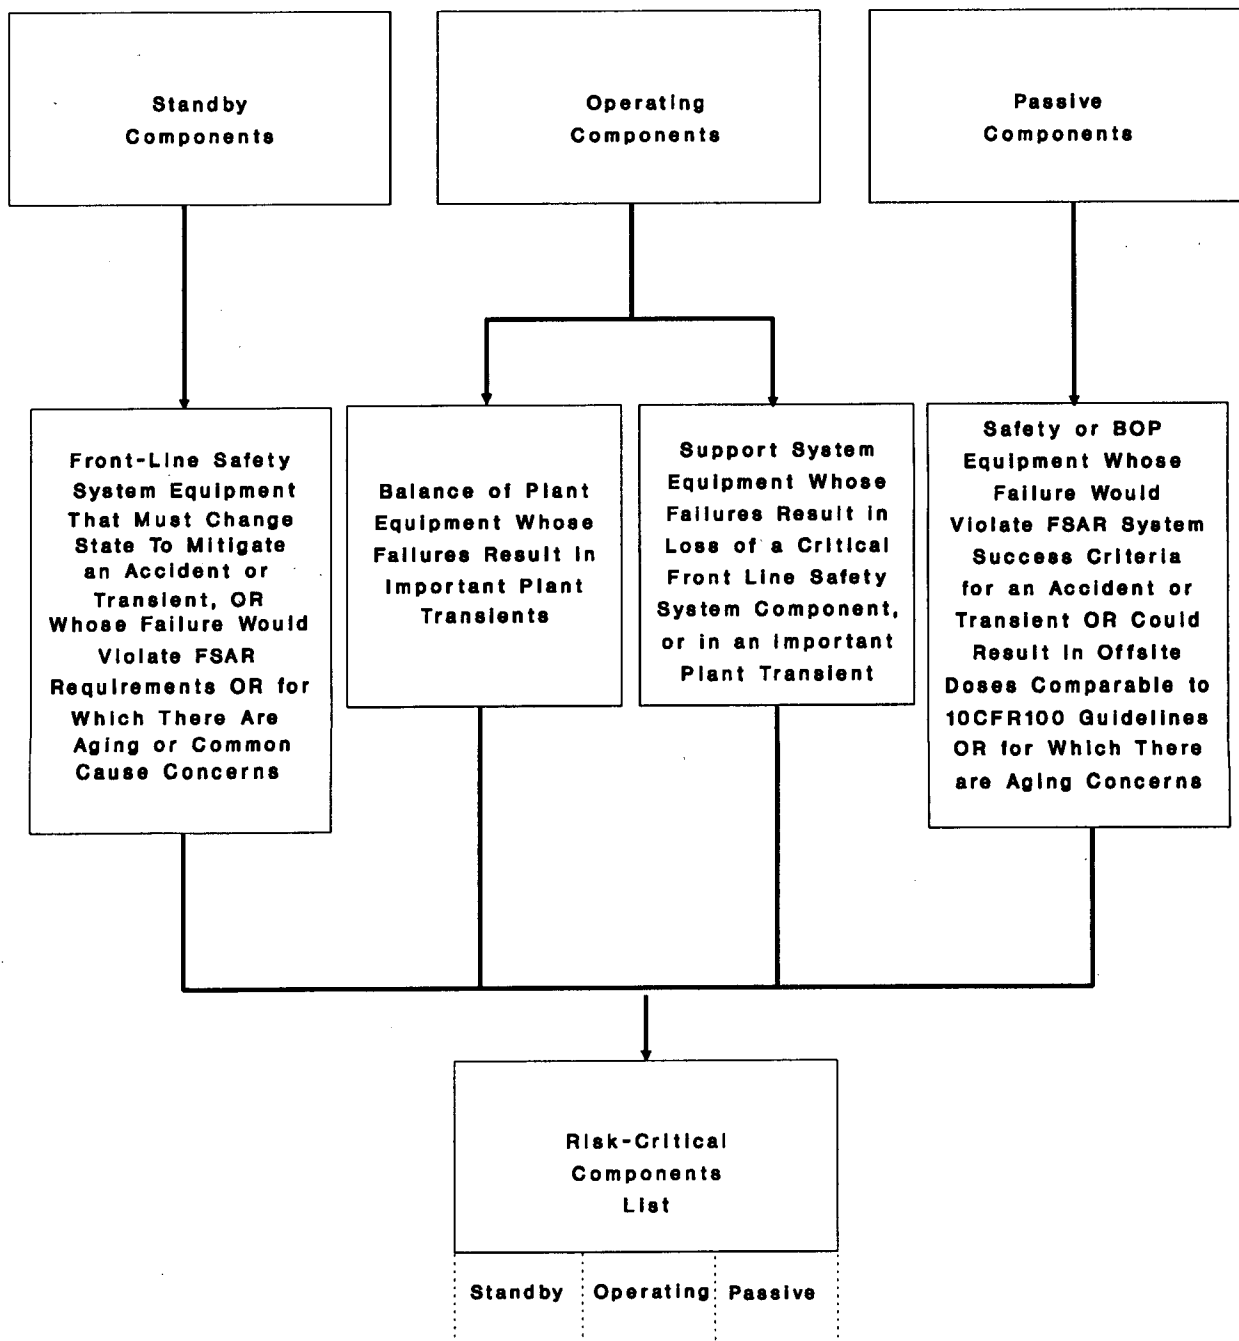 Standby
Components
Operating
Components
Passive
Components
Front-Line Safety
System Equipment
That Must Change
State To Mitigate
an Accident or
Transient, OR
Whose Failure Would
Violate FSAR
Requirements OR for
Which There Are
Aging or Common
Cause Concerns
Balance of Plant
Equipment Whose
Failures Result in
Important Plant
Transients
Support System
Equipment Whose
Failures Result in
Loss of a Critical
Front Line Safety
System Component,
or in an Important
Plant Transient
Safety or BOP
Equipment Whose
Failure Would
Violate FSAR System
Success Criteria
for an Accident or
Transient OR Could
Result in Offsite
Doses Comparable to
10CFR100 Guidelines
OR for Which There
are Aging Concerns
Risk-Critical
Components
List
Standby Operating Passive